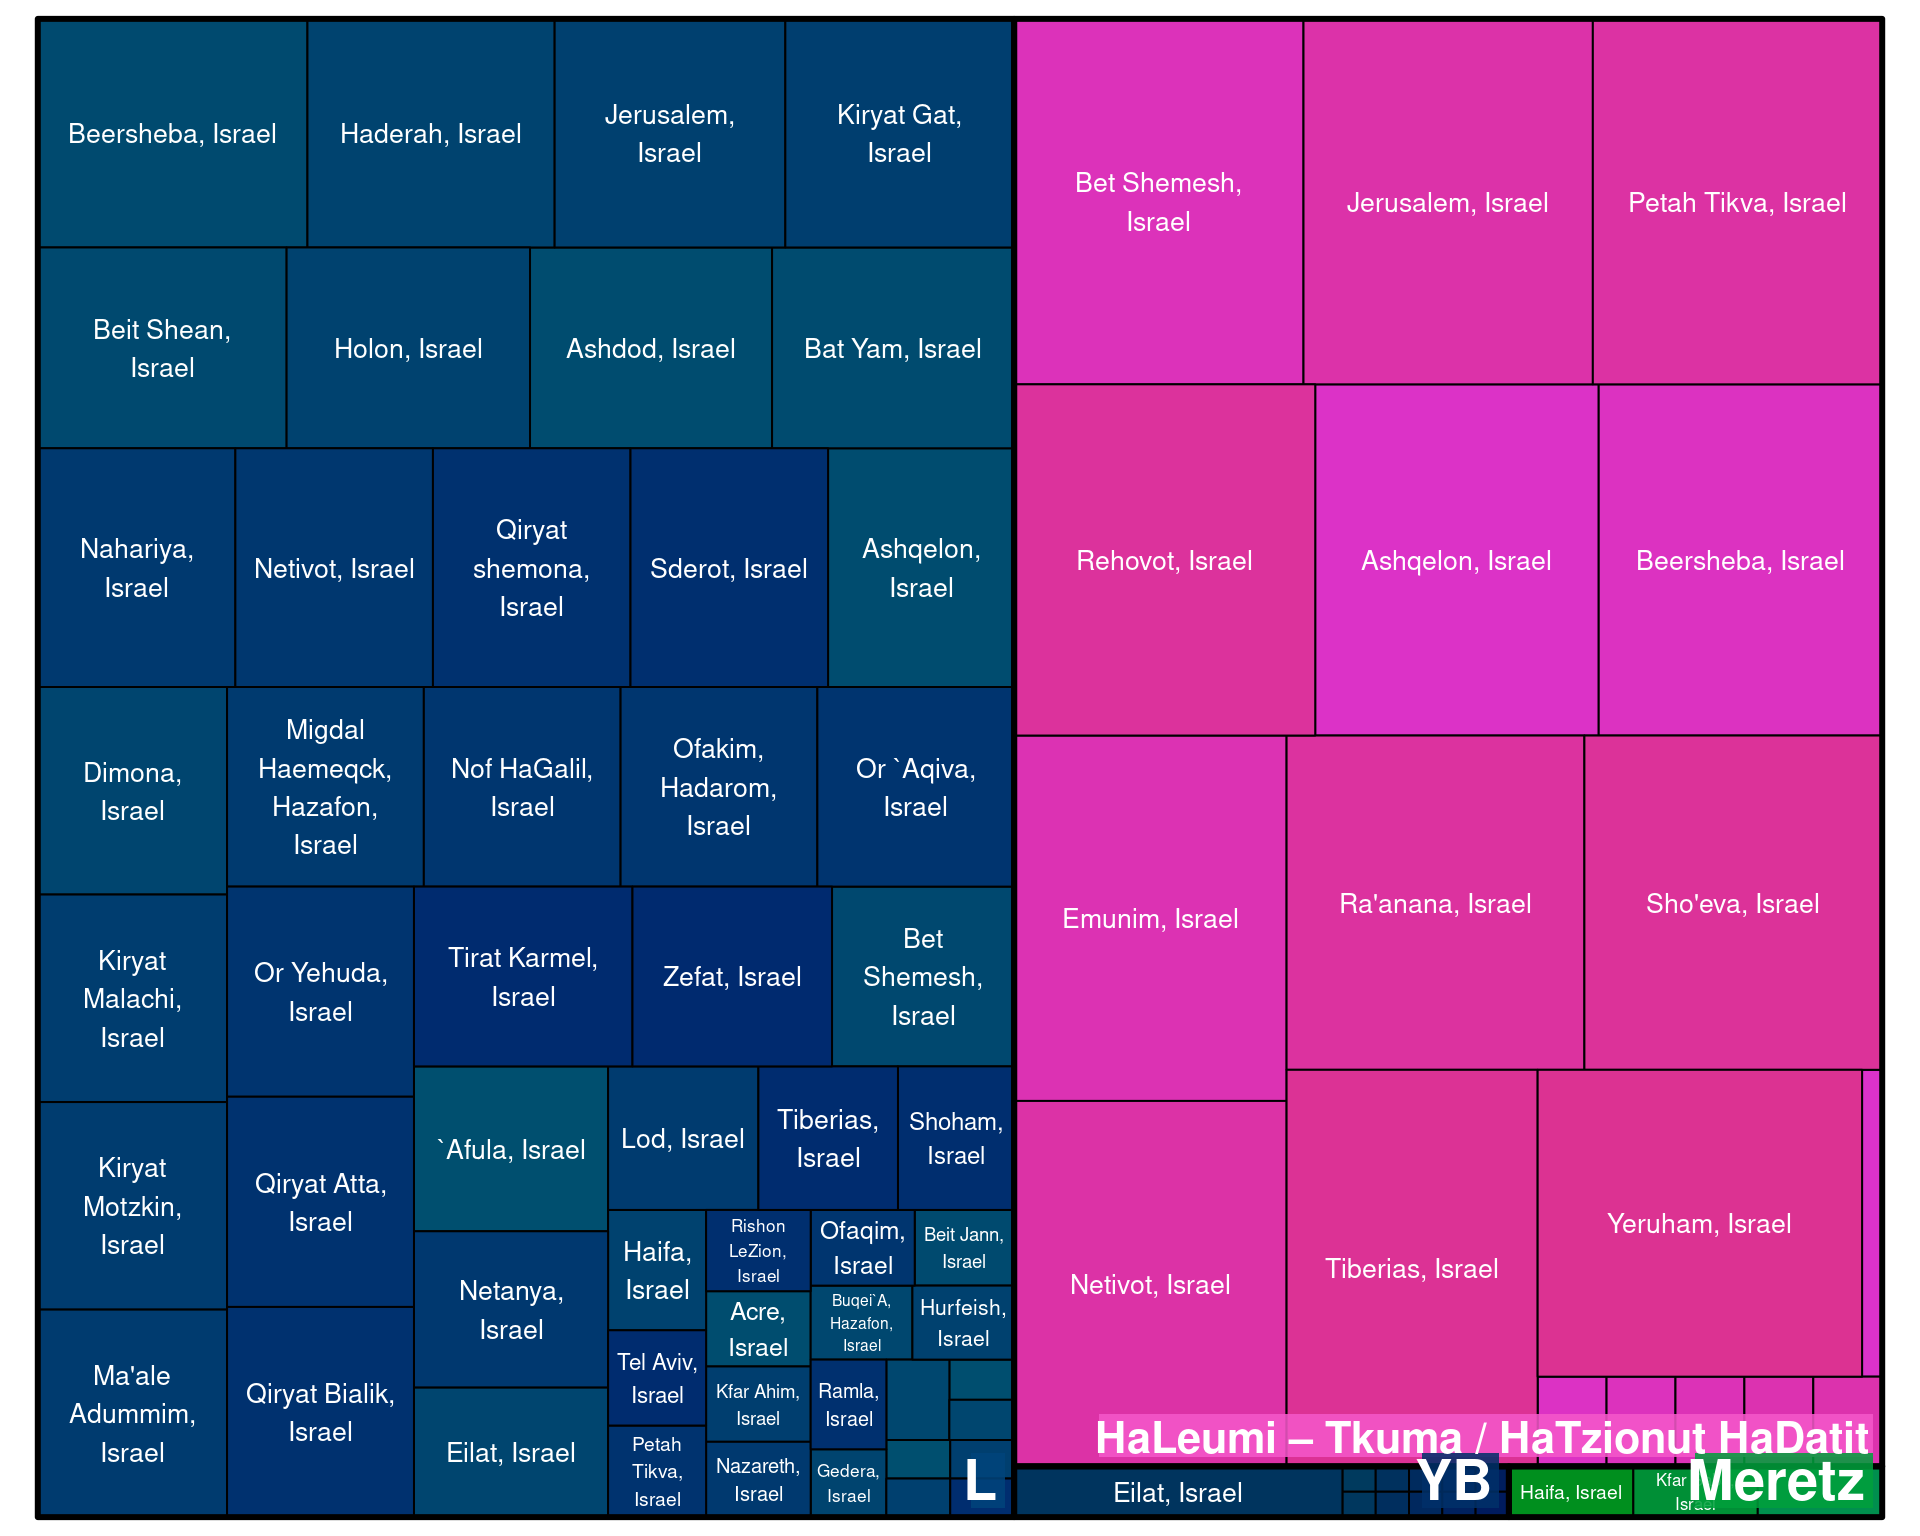 Beersheba, Israel
Haderah, Israel
Jerusalem,
Israel
Kiryat Gat,
Israel
Beit Shean,
Israel
Holon, Israel
Ashdod, Israel
Bat Yam, Israel
Nahariya,
Israel
Netivot, Israel
Qiryat
shemona,
Israel
Sderot, Israel
Ashqelon,
Israel
Dimona,
Israel
Migdal
Haemeqck,
Hazafon,
Israel
Nof HaGalil,
Israel
Ofakim,
Hadarom,
Israel
Or `Aqiva,
Israel
Kiryat
Malachi,
Israel
Or Yehuda,
Israel
Tirat Karmel,
Israel
Zefat, Israel
Bet
Shemesh,
Israel
Kiryat
Motzkin,
Israel
Qiryat Atta,
Israel
`Afula, Israel
Lod, Israel
Tiberias,
Israel
Shoham,
Israel
Netanya,
Israel
Haifa,
Israel
Rishon
LeZion,
Israel
Ofaqim,
Israel
Beit Jann,
Israel
Acre,
Israel
Buqei`A,
Hazafon,
Israel
Hurfeish,
Israel
Ma'ale
Adummim,
Israel
Qiryat Bialik,
Israel
Eilat, Israel
Tel Aviv,
Israel
Kfar Ahim,
Israel
Ramla,
Israel
Petah
Tikva,
Israel
Nazareth,
Israel
Gedera,
Israel
L
Bet Shemesh,
Israel
Jerusalem, Israel
Petah Tikva, Israel
Rehovot, Israel
Ashqelon, Israel
Beersheba, Israel
Emunim, Israel
Ra'anana, Israel
Sho'eva, Israel
Netivot, Israel
Tiberias, Israel
Yeruham, Israel
HaLeumi – Tkuma / HaTzionut HaDatit
Eilat, Israel
YB
Haifa, Israel
Kfar
Israel
Meretz